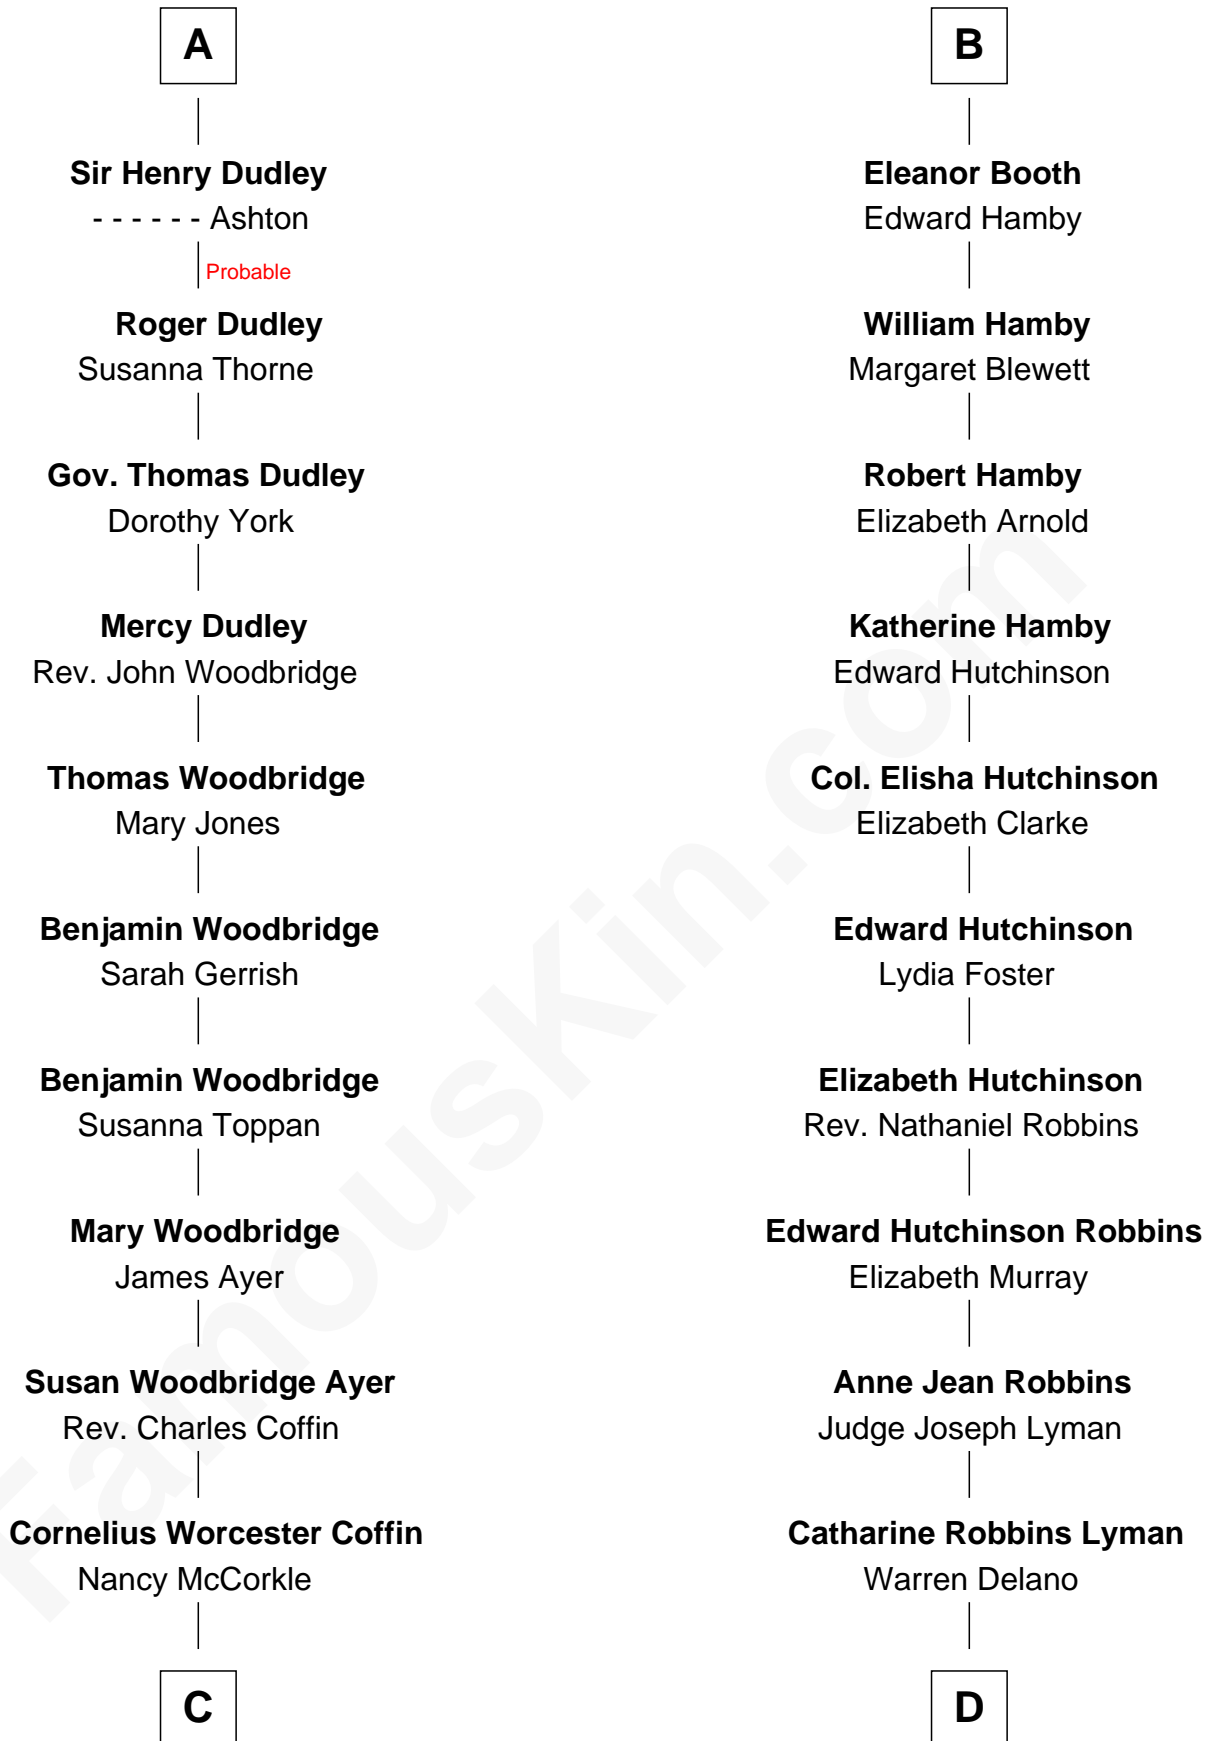 A
Sir Henry Dudley
- - - - - - Ashton
Probable
Roger Dudley
Susanna Thorne
Gov. Thomas Dudley
Dorothy York
Mercy Dudley
Rev. John Woodbridge
Thomas Woodbridge
Mary Jones
Benjamin Woodbridge
Sarah Gerrish
Benjamin Woodbridge
Susanna Toppan
Mary Woodbridge
James Ayer
Susan Woodbridge Ayer
Rev. Charles Coffin
Cornelius Worcester Coffin
Nancy McCorkle
C
B
Eleanor Booth
Edward Hamby
William Hamby
Margaret Blewett
Robert Hamby
Elizabeth Arnold
Katherine Hamby
Edward Hutchinson
Col. Elisha Hutchinson
Elizabeth Clarke
Edward Hutchinson
Lydia Foster
Elizabeth Hutchinson
Rev. Nathaniel Robbins
Edward Hutchinson Robbins
Elizabeth Murray
Anne Jean Robbins
Judge Joseph Lyman
Catharine Robbins Lyman
Warren Delano
D
FamousKin.com